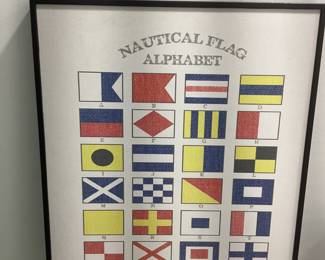 NAUTICAL FLAG
ALPHABET
A B C D
E F G H
I J K L
M N O P
Q R S T